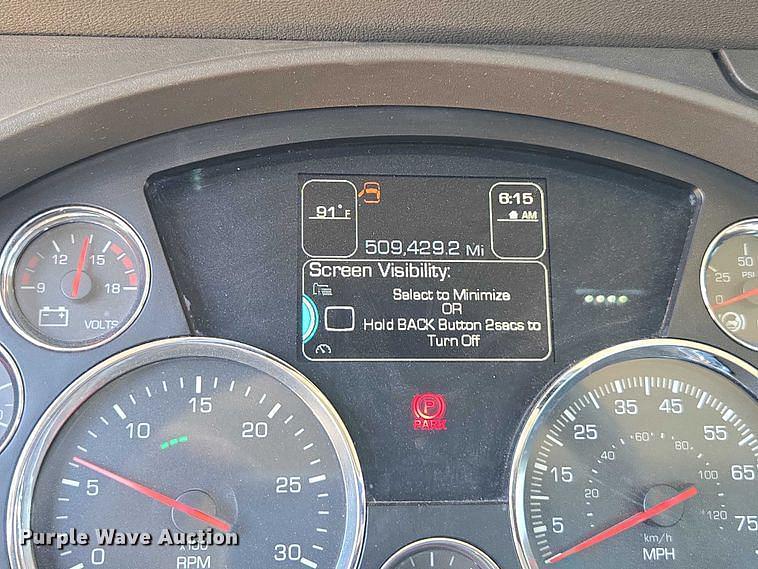 91° F
6:15
AM
509,429.2 Mi
Screen Visibility:
Select to Minimize
OR
Hold BACK Button 2secs to
Turn Off
PARK
P
9 12 15 18
VOLTS
0 5 10 15 20 25 30
x100
RPM
5 15 25 35 45 55 65 75
20 40 60 80 100 120
km/h
MPH
25 50
PSI
Purple Wave Auction®